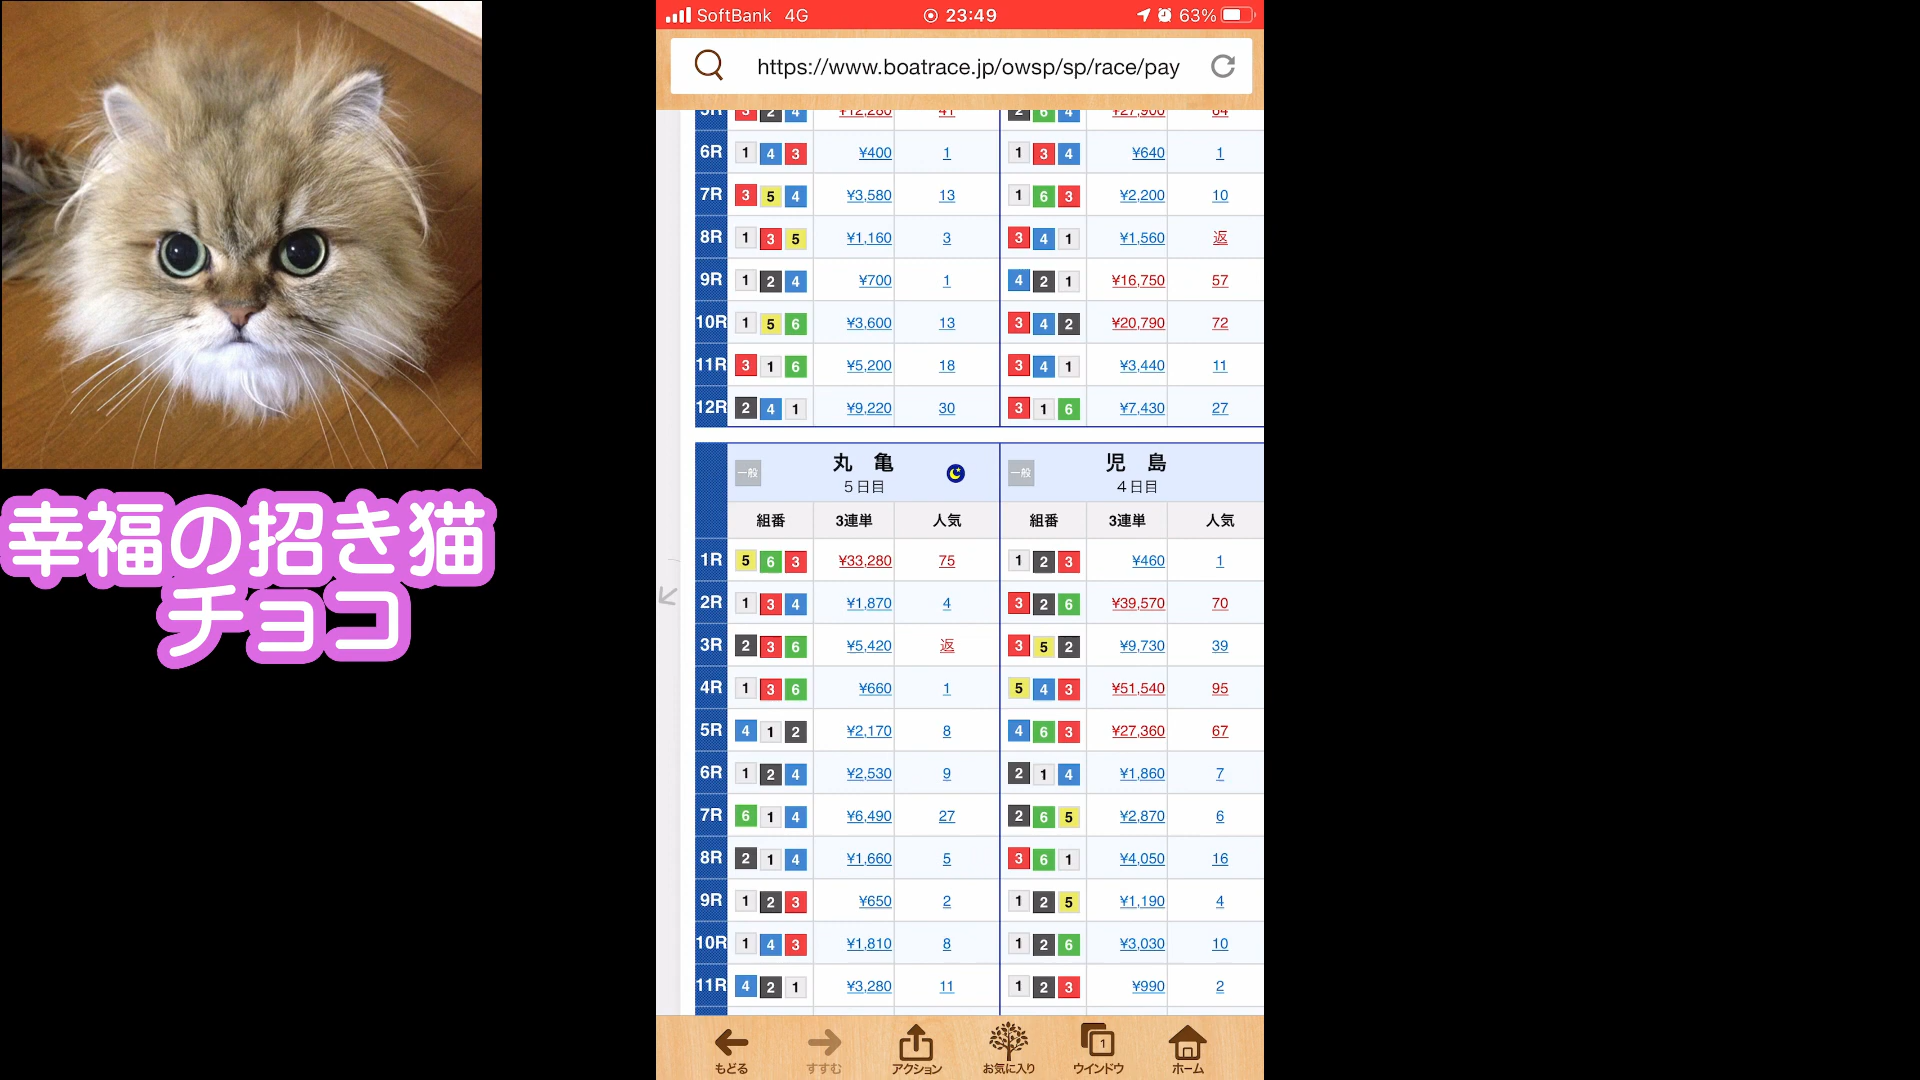 幸福の招き猫
チョコ
SoftBank 4G 23:49 63%
https://www.boatrace.jp/owsp/sp/race/pay
5R 3 2 4 ¥12,280 41 2 6 4 ¥27,900 64
6R 1 4 3 ¥400 1 1 3 4 ¥640 1
7R 3 5 4 ¥3,580 13 1 6 3 ¥2,200 10
8R 1 3 5 ¥1,160 3 3 4 1 ¥1,560 返
9R 1 2 4 ¥700 1 4 2 1 ¥16,750 57
10R 1 5 6 ¥3,600 13 3 4 2 ¥20,790 72
11R 3 1 6 ¥5,200 18 3 4 1 ¥3,440 11
12R 2 4 1 ¥9,220 30 3 1 6 ¥7,430 27
一般 丸亀 一般 児島
5日目 4日目
組番 3連単 人気 組番 3連単 人気
1R 5 6 3 ¥33,280 75 1 2 3 ¥460 1
2R 1 3 4 ¥1,870 4 3 2 6 ¥39,570 70
3R 2 3 6 ¥5,420 返 3 5 2 ¥9,730 39
4R 1 3 6 ¥660 1 5 4 3 ¥51,540 95
5R 4 1 2 ¥2,170 8 4 6 3 ¥27,360 67
6R 1 2 4 ¥2,530 9 2 1 4 ¥1,860 7
7R 6 1 4 ¥6,490 27 2 6 5 ¥2,870 6
8R 2 1 4 ¥1,660 5 3 6 1 ¥4,050 16
9R 1 2 3 ¥650 2 1 2 5 ¥1,190 4
10R 1 4 3 ¥1,810 8 1 2 6 ¥3,030 10
11R 4 2 1 ¥3,280 11 1 2 3 ¥990 2
1
もどる すすむ アクション お気に入り ウインドウ ホーム